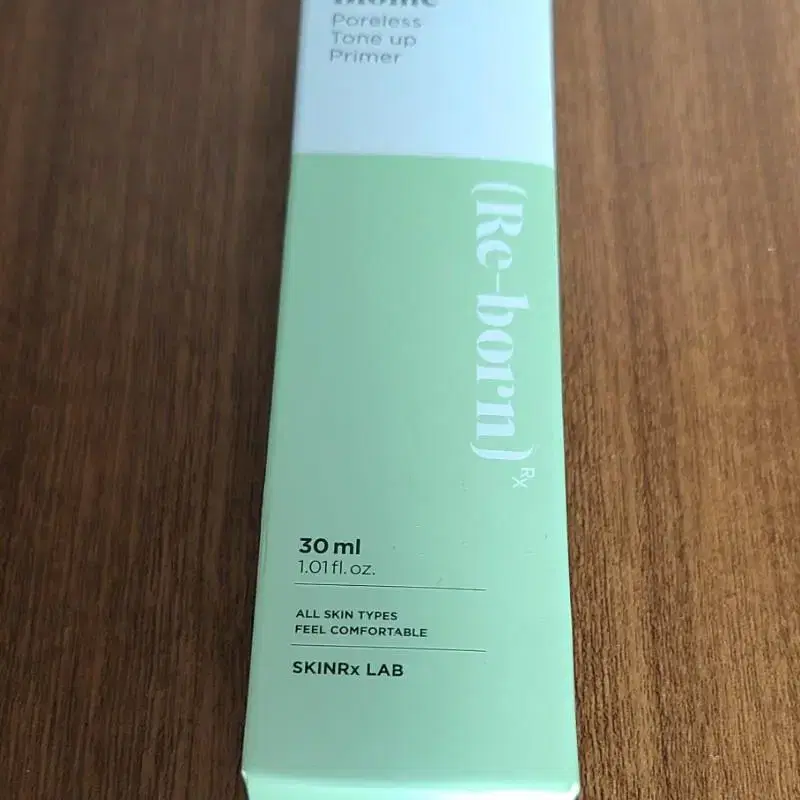 Poreless
Tone up
Primer
(Re-born)
Rx
30 ml
1.01 fl. oz.
ALL SKIN TYPES
FEEL COMFORTABLE
SKINRx LAB